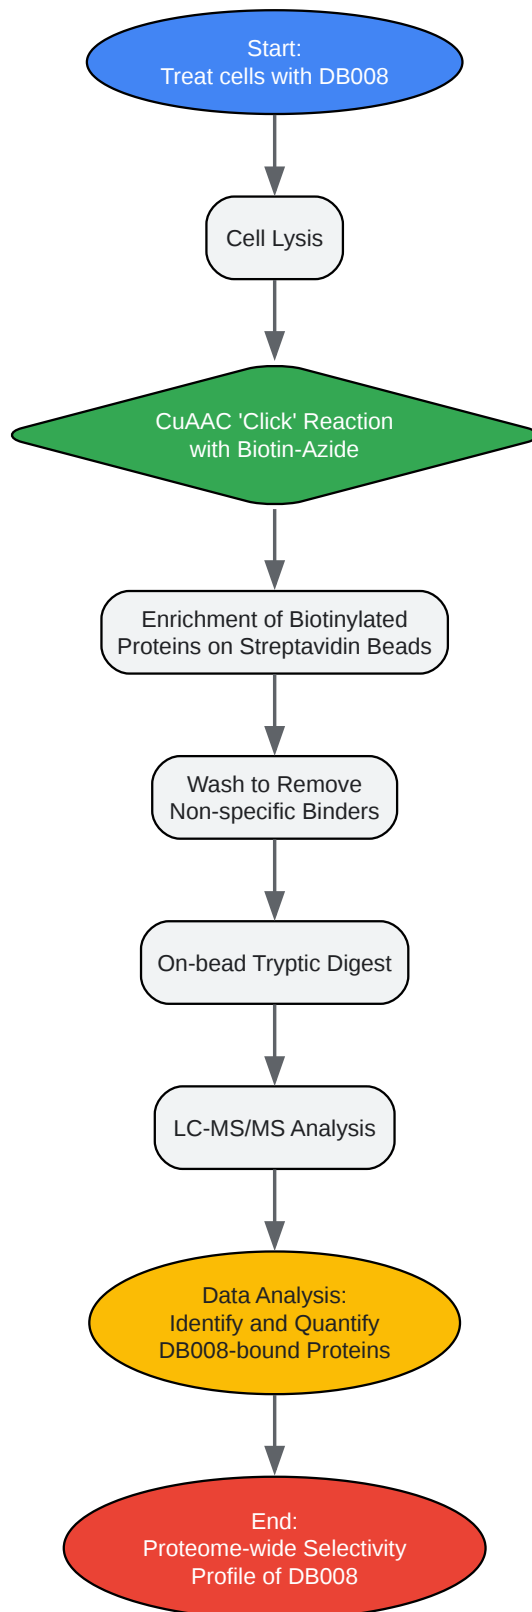 Start:
Treat cells with DB008
Cell Lysis
CuAAC 'Click' Reaction
with Biotin-Azide
Enrichment of Biotinylated
Proteins on Streptavidin Beads
Wash to Remove
Non-specific Binders
On-bead Tryptic Digest
LC-MS/MS Analysis
Data Analysis:
Identify and Quantify
DB008-bound Proteins
End:
Proteome-wide Selectivity
Profile of DB008